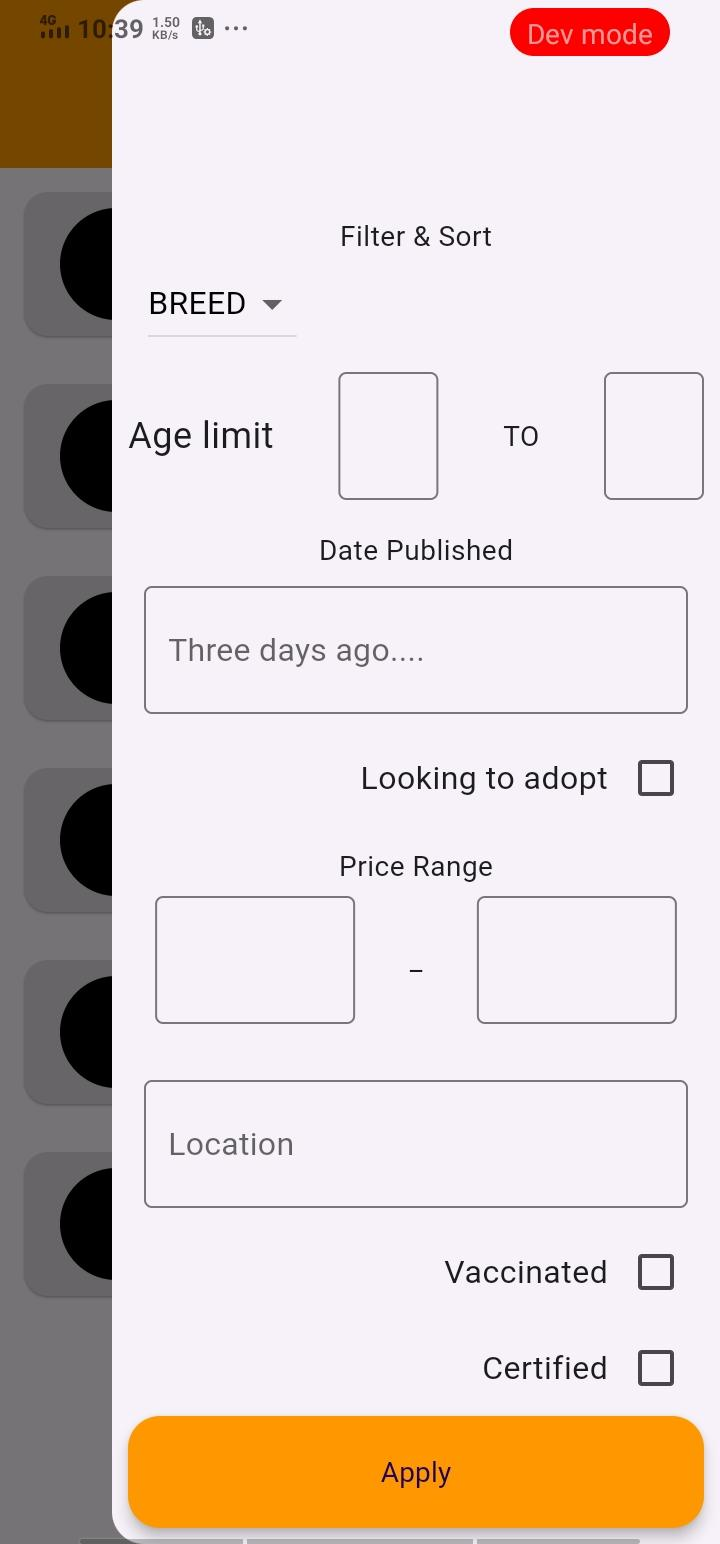 4G 10:39 1.50 KB/s ...
Dev mode
Filter & Sort
BREED
Age limit TO
Date Published
Three days ago....
Looking to adopt
Price Range
–
Location
Vaccinated
Certified
Apply